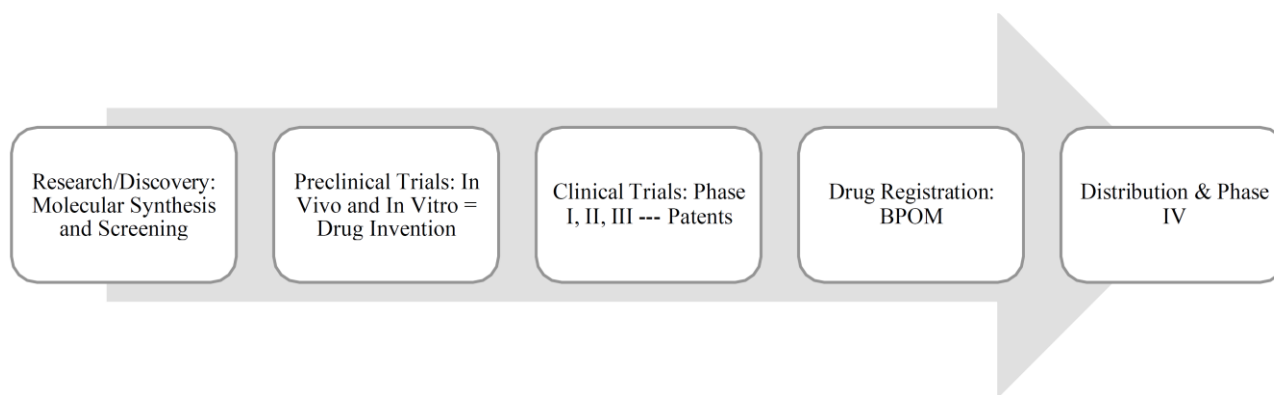 Research/Discovery:
Molecular Synthesis
and Screening
Preclinical Trials: In
Vivo and In Vitro =
Drug Invention
Clinical Trials: Phase
I, II, III --- Patents
Drug Registration:
BPOM
Distribution & Phase
IV